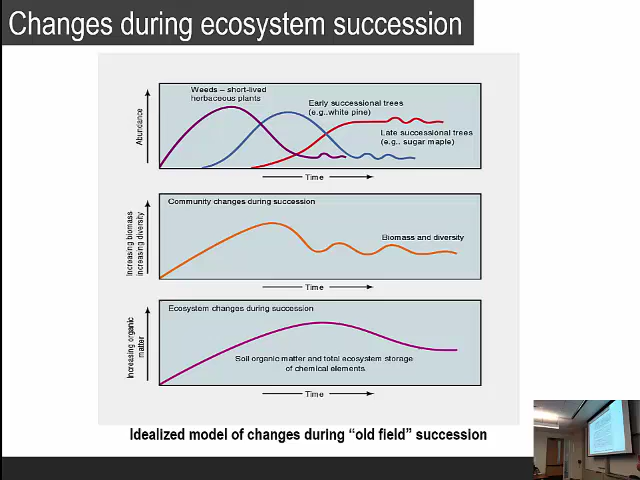 Changes during ecosystem succession
Weeds – short-lived
herbaceous plants
Early successional trees
(e.g..white pine)
Late successional trees
(e.g.. sugar maple)
Abundance
Time
Community changes during succession
Biomass and diversity
Increasing biomass
increasing diversity
Time
Ecosystem changes during succession
Soil organic matter and total ecosystem storage
of chemical elements.
Increasing organic
matter
Time
Idealized model of changes during “old field” succession